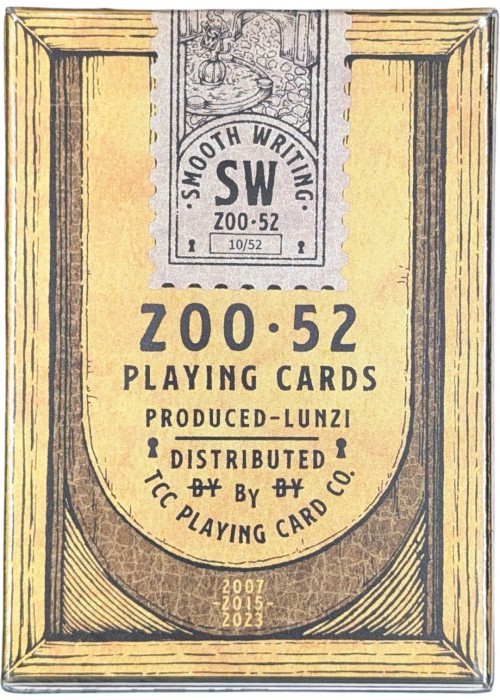 ·SMOOTH WRITING·
SW
ZOO·52
10/52
ZOO·52
PLAYING CARDS
PRODUCED-LUNZI
DISTRIBUTED
BY By BY
TCC PLAYING CARD CO.
2007
-2015-
2023